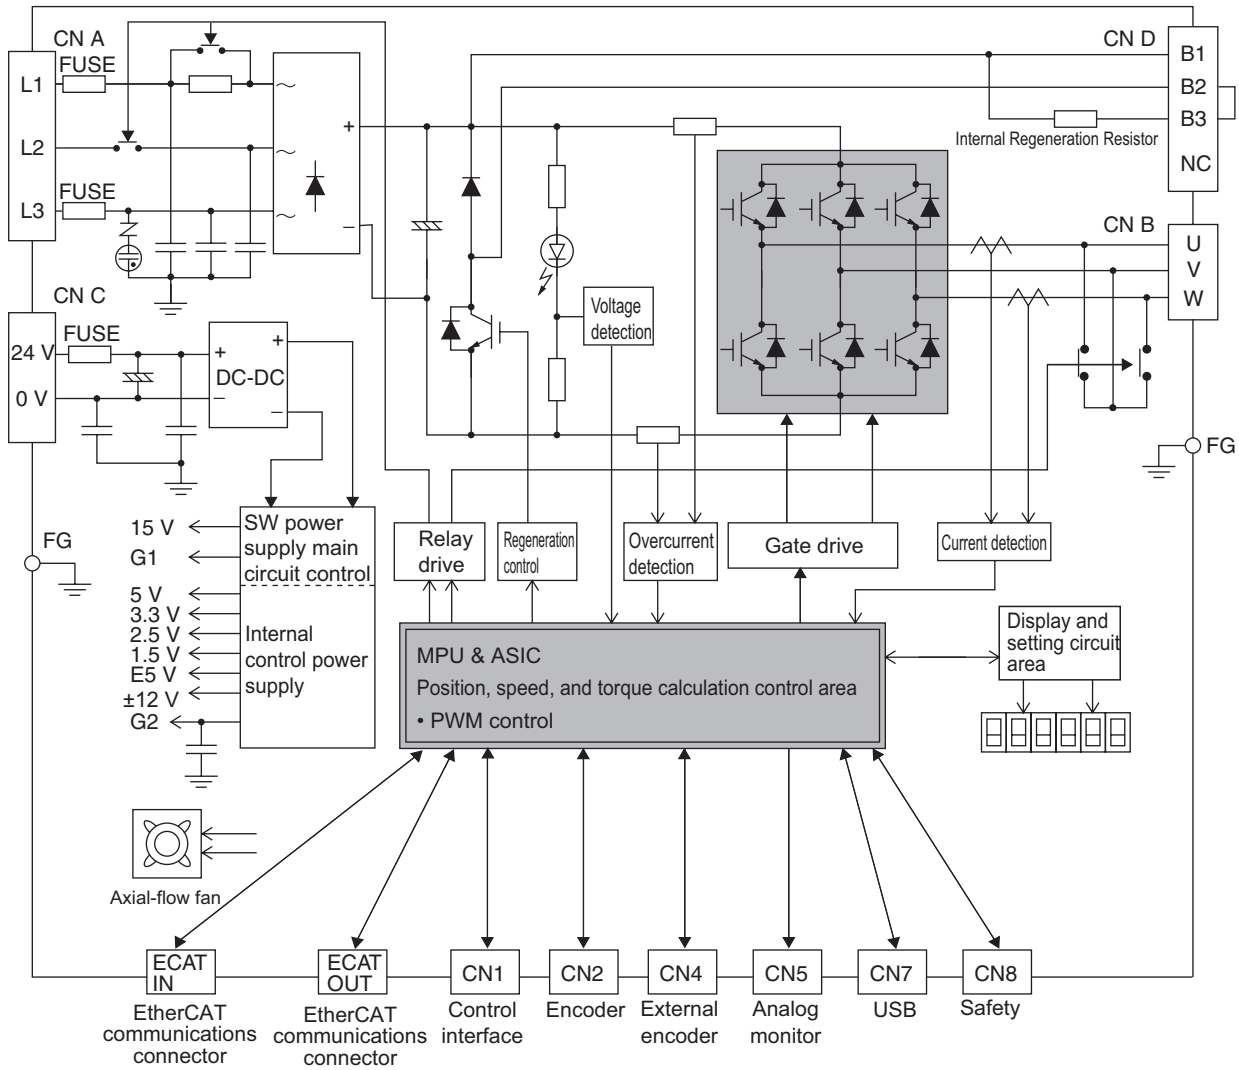 CN A
FUSE
L1
L2
FUSE
L3
CN D
B1
B2
B3
Internal Regeneration Resistor
NC
CN B
U
V
W
CN C
FUSE
24 V
0 V
+
−
+
−
DC-DC
+
−
Voltage
detection
FG
FG
15 V
G1
5 V
3.3 V
2.5 V
1.5 V
E5 V
±12 V
G2
SW power
supply main
circuit control
Internal
control power
supply
Relay
drive
Regeneration
control
Overcurrent
detection
Gate drive
Current detection
MPU & ASIC
Position, speed, and torque calculation control area
• PWM control
Display and
setting circuit
area
Axial-flow fan
ECAT
IN
EtherCAT
communications
connector
ECAT
OUT
EtherCAT
communications
connector
CN1
Control
interface
CN2
Encoder
CN4
External
encoder
CN5
Analog
monitor
CN7
USB
CN8
Safety